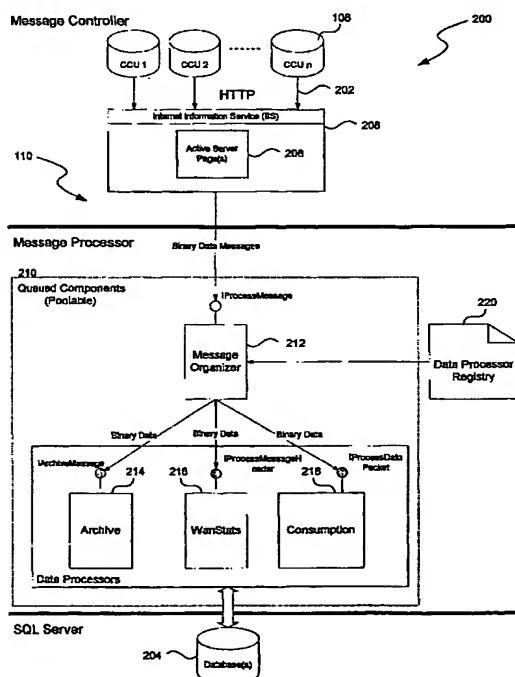 Message Controller
200
CCU 1
CCU 2
CCU n
108
HTTP
202
Internet Information Service (IIS)
208
Active Server
Page(s)
206
110
Message Processor
Binary Data Messages
210
Queued Components
(Poolable)
IProcessMessage
220
Message
Organizer
212
Data Processor
Registry
Binary Data
Binary Data
Binary Data
IArchiveMessage
IProcessMessageH
eader
IProcessData
Packet
214
216
218
Archive
WanStats
Consumption
Data Processors
SQL Server
204
Database(s)